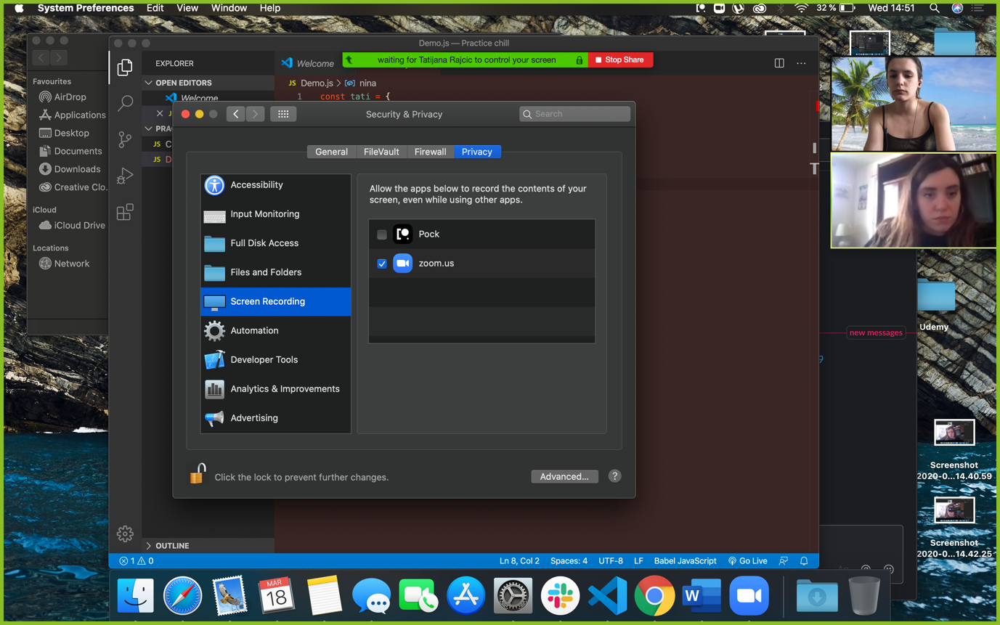 System Preferences Edit View Window Help
32 % Wed 14:51
Demo.js — Practice chill
waiting for Tatijana Rajcic to control your screen Stop Share
EXPLORER
Welcome
OPEN EDITORS
Welcome
JS Demo.js > nina
1 const tati = {
Favourites
AirDrop
Applications
Desktop
Documents
Downloads
Creative Clo...
iCloud
iCloud Drive
Locations
Network
PRA
JS C
JS D
Security & Privacy
Search
General FileVault Firewall Privacy
Accessibility
Input Monitoring
Full Disk Access
Files and Folders
Screen Recording
Automation
Developer Tools
Analytics & Improvements
Advertising
Allow the apps below to record the contents of your
screen, even while using other apps.
Pock
zoom.us
Click the lock to prevent further changes.
Advanced... ?
OUTLINE
1 0
Ln 8, Col 2 Spaces: 4 UTF-8 LF Babel JavaScript Go Live
new messages
Udemy
Screenshot
2020-0...14.40.59
Screenshot
2020-0...14.42.25
MAR
18
W